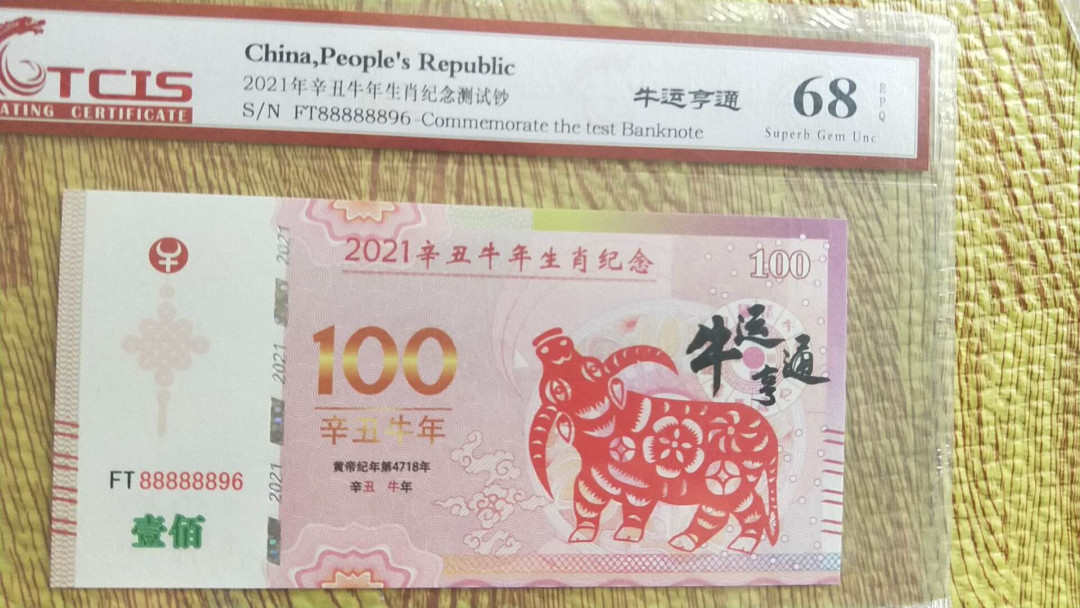 TCIS
ATING CERTIFICATE
China,People's Republic
2021年辛丑牛年生肖纪念测试钞
S/N FT88888896-Commemorate the test Banknote
牛运亨通
68
EPQ
Superb Gem Unc
2021辛丑牛年生肖纪念
100
2021
100
牛运亨通
2021
辛丑牛年
黄帝纪年第4718年
辛丑 牛年
FT88888896
2021
壹佰